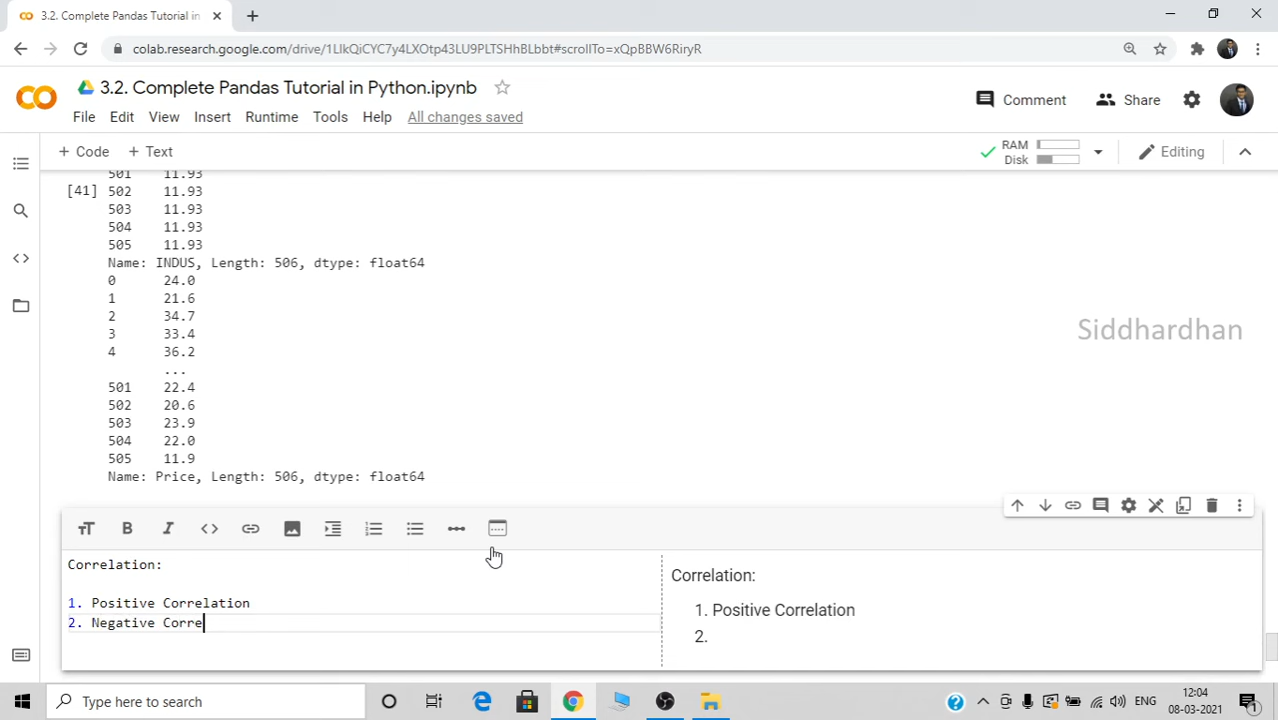 3.2. Complete Pandas Tutorial in
colab.research.google.com/drive/1LIkQiCYC7y4LXOtp43LU9PLTSHhBLbbt#scrollTo=xQpBBW6RiryR
3.2. Complete Pandas Tutorial in Python.ipynb
Comment
Share
File Edit View Insert Runtime Tools Help All changes saved
+ Code + Text
RAM
Disk
Editing
501 11.93
[41] 502 11.93
503 11.93
504 11.93
505 11.93
Name: INDUS, Length: 506, dtype: float64
0 24.0
1 21.6
2 34.7
3 33.4
4 36.2
...
501 22.4
502 20.6
503 23.9
504 22.0
505 11.9
Name: Price, Length: 506, dtype: float64
Siddhardhan
Correlation:
1. Positive Correlation
2. Negative Corre
Correlation:
1. Positive Correlation
2.
Type here to search
ENG
12:04
08-03-2021
1